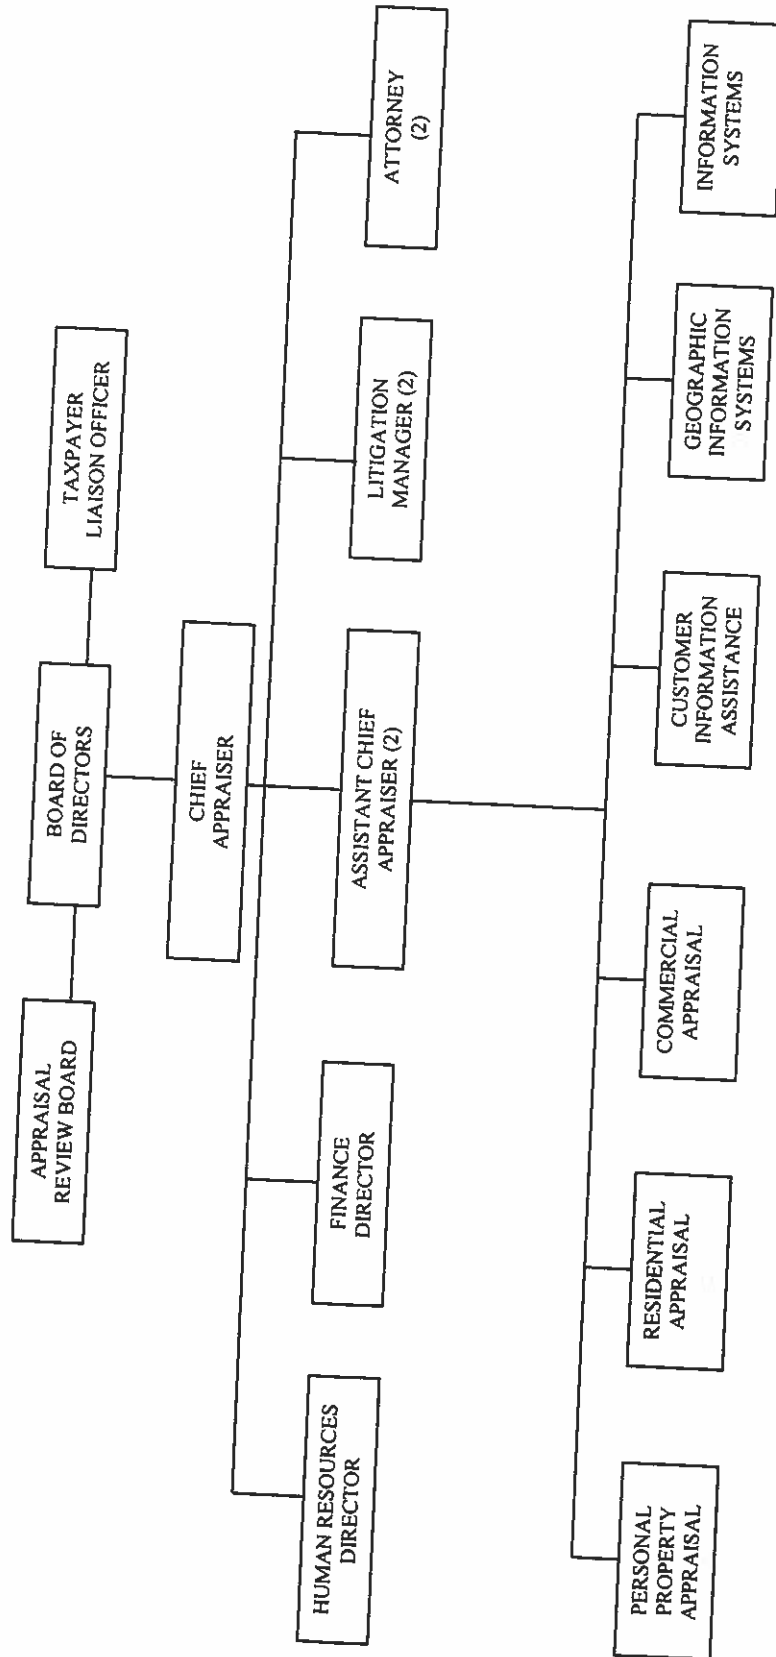 APPRAISAL
REVIEW BOARD
BOARD OF
DIRECTORS
TAXPAYER
LIAISON OFFICER
CHIEF
APPRAISER
HUMAN RESOURCES
DIRECTOR
FINANCE
DIRECTOR
ASSISTANT CHIEF
APPRAISER (2)
LITIGATION
MANAGER (2)
ATTORNEY
(2)
PERSONAL
PROPERTY
APPRAISAL
RESIDENTIAL
APPRAISAL
COMMERCIAL
APPRAISAL
CUSTOMER
INFORMATION
ASSISTANCE
GEOGRAPHIC
INFORMATION
SYSTEMS
INFORMATION
SYSTEMS